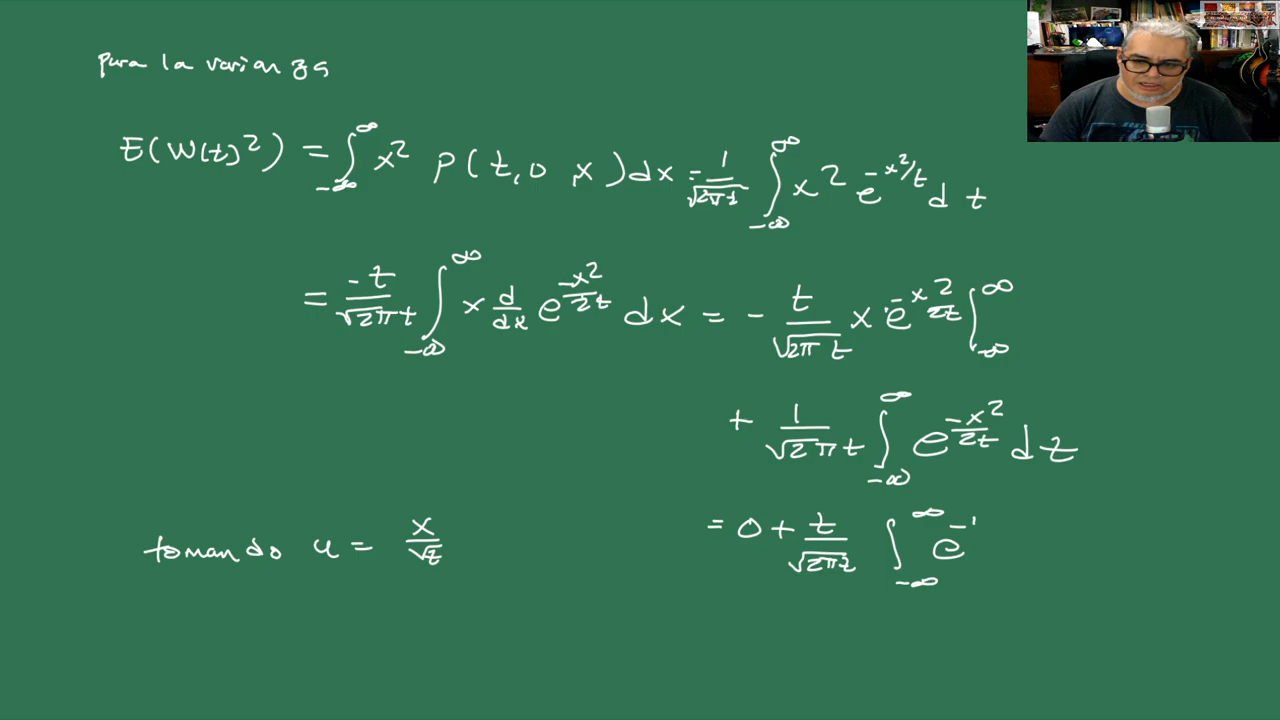 para la varianza
E(W(t)²) = ∫_{-∞}^{∞} x² p(t,0,x)dx = 1/√(2πt) ∫_{-∞}^{∞} x² e^{-x²/t} dt
= -t/√(2πt) ∫_{-∞}^{∞} x d/dx e^{-x²/2t} dx = - t/√(2πt) x e^{-x²/2t} |_{-∞}^{∞}
+ 1/√(2πt) ∫_{-∞}^{∞} e^{-x²/2t} dz
tomando u = x/√t
= 0 + t/√(2πt) ∫_{-∞}^{∞} e^{-